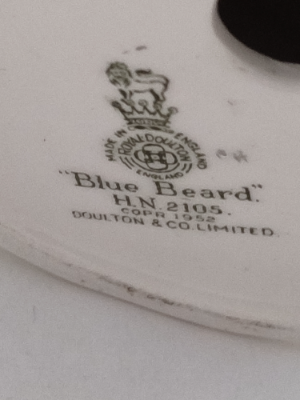 MADE IN ENGLAND
ROYAL DOULTON
ENGLAND
"Blue Beard".
H.N. 2105.
COPR 1952
DOULTON & CO. LIMITED.